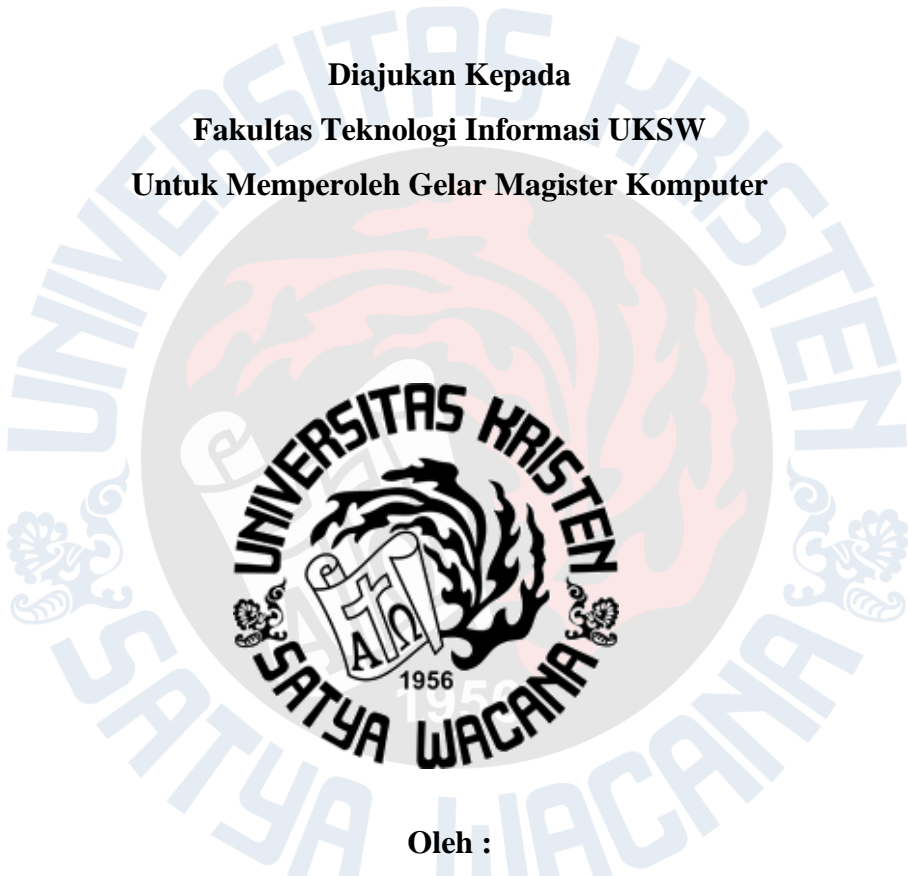 Diajukan Kepada
Fakultas Teknologi Informasi UKSW
Untuk Memperoleh Gelar Magister Komputer
UNIVERSITAS KRISTEN
Α Ω
1956
SATYA WACANA
Oleh :